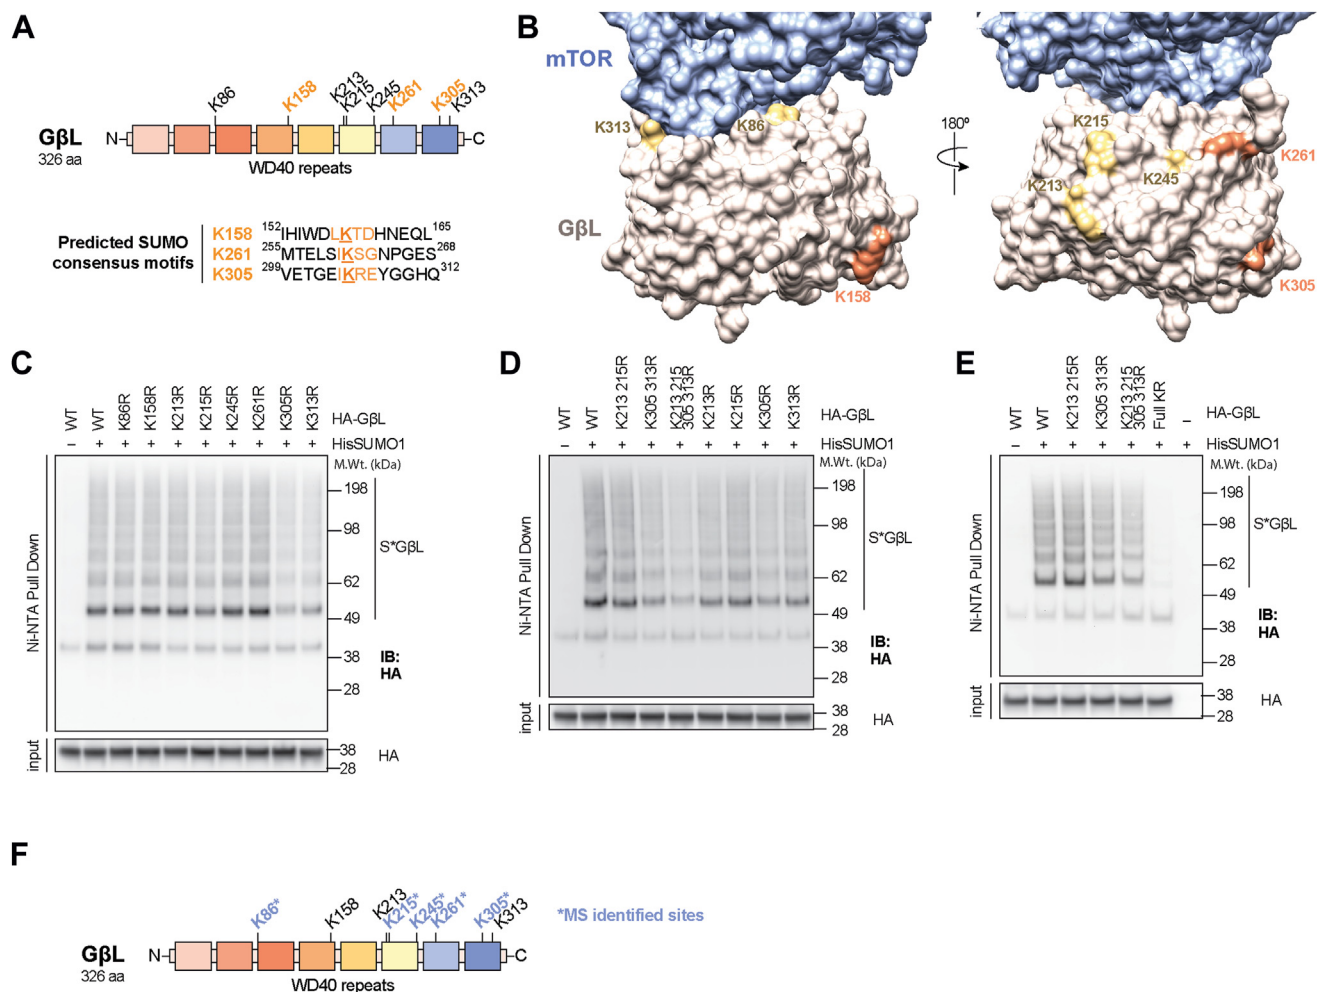 A
K86
K158
K213
K215
K245
K261
K305
K313
GβL
326 aa
N
C
WD40 repeats
Predicted SUMO
consensus motifs
K158 152IHIWDLKTDHNEQL165
K261 255MTELSIKSGNPGES268
K305 299VETGEIKREYGGHQ312
B
mTOR
K313
K86
GβL
K158
180º
K215
K261
K213
K245
K305
C
WT
WT
K86R
K158R
K213R
K215R
K245R
K261R
K305R
K313R
HA-GβL
– + + + + + + + + + HisSUMO1
M.Wt. (kDa)
198
98
62
49
38
28
S*GβL
IB:
HA
Ni-NTA Pull Down
input
38
28
HA
D
WT
WT
K213 215R
K305 313R
K213 215
305 313R
K213R
K215R
K305R
K313R
HA-GβL
– + + + + + + + + HisSUMO1
M.Wt. (kDa)
198
98
62
49
38
28
S*GβL
IB:
HA
Ni-NTA Pull Down
input
38
28
HA
E
WT
WT
K213 215R
K305 313R
K213 215
305 313R
Full KR
–
HA-GβL
– + + + + + + HisSUMO1
M.Wt. (kDa)
198
98
62
49
38
28
S*GβL
IB:
HA
Ni-NTA Pull Down
input
38
28
HA
F
K86*
K158
K213
K215*
K245*
K261*
K305*
K313
*MS identified sites
GβL
326 aa
N
C
WD40 repeats